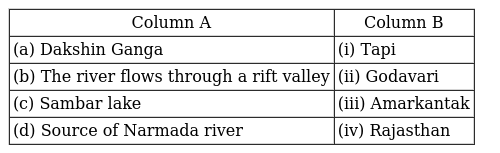 Column A Column B
(a) Dakshin Ganga (i) Tapi
(b) The river flows through a rift valley (ii) Godavari
(c) Sambar lake (iii) Amarkantak
(d) Source of Narmada river (iv) Rajasthan